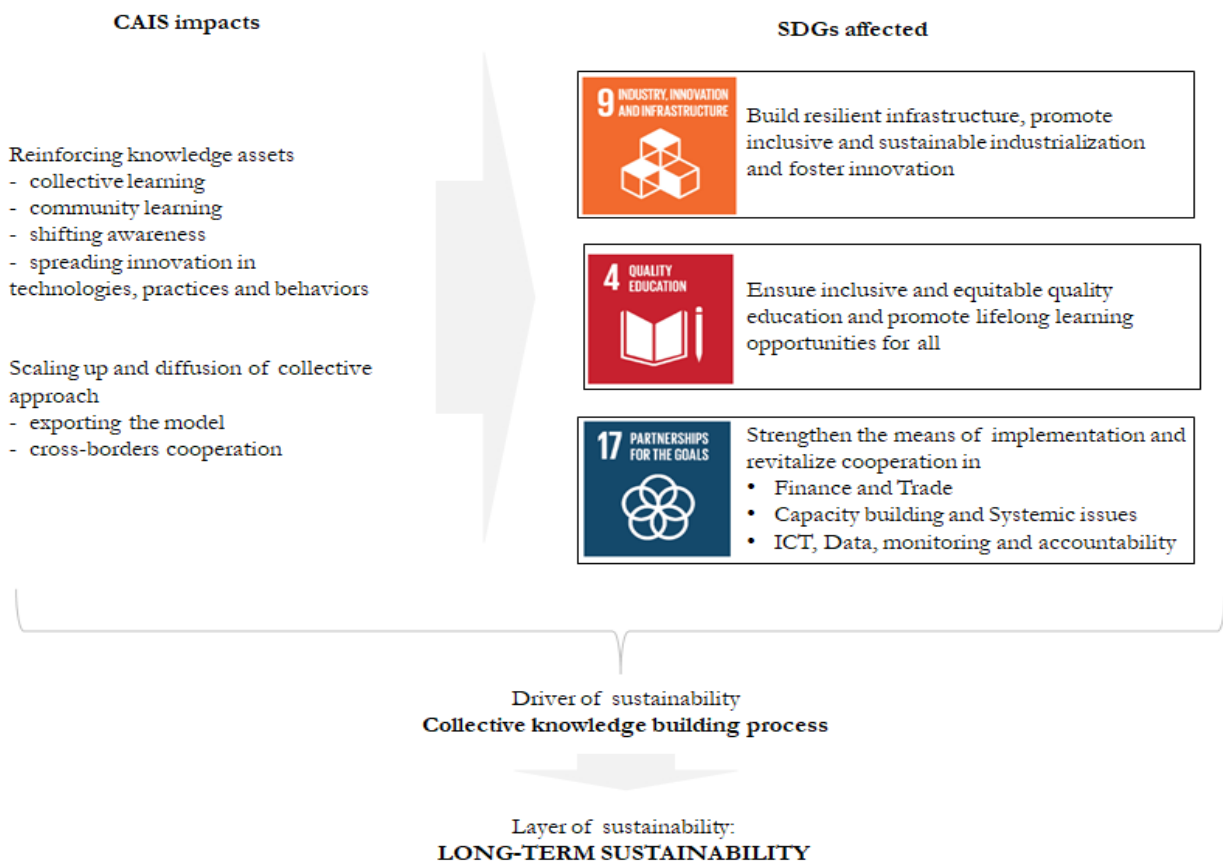 CAIS impacts
SDGs affected
Reinforcing knowledge assets
- collective learning
- community learning
- shifting awareness
- spreading innovation in
technologies, practices and behaviors
Scaling up and diffusion of collective
approach
- exporting the model
- cross-borders cooperation
9 INDUSTRY, INNOVATION
AND INFRASTRUCTURE
Build resilient infrastructure, promote
inclusive and sustainable industrialization
and foster innovation
4 QUALITY
EDUCATION
Ensure inclusive and equitable quality
education and promote lifelong learning
opportunities for all
17 PARTNERSHIPS
FOR THE GOALS
Strengthen the means of implementation and
revitalize cooperation in
• Finance and Trade
• Capacity building and Systemic issues
• ICT, Data, monitoring and accountability
Driver of sustainability
Collective knowledge building process
Layer of sustainability:
LONG-TERM SUSTAINABILITY